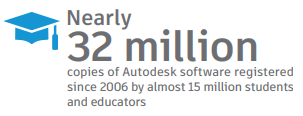 Nearly
32 million
copies of Autodesk software registered
since 2006 by almost 15 million students
and educators